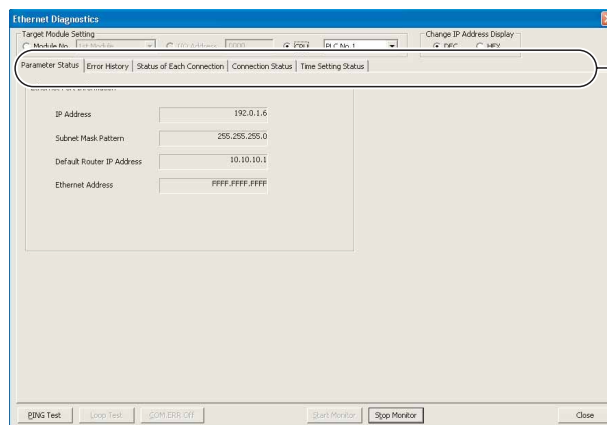 Ethernet Diagnostics
Target Module Setting
Change IP Address Display
Module No. 1st Module I/O Address 0000 CPU PLC No.1 DEC HEX
Parameter Status Error History Status of Each Connection Connection Status Time Setting Status
Ethernet Port Information
IP Address 192.0.1.6
Subnet Mask Pattern 255.255.255.0
Default Router IP Address 10.10.10.1
Ethernet Address FFFF.FFFF.FFFF
PING Test Loop Test COM ERR Off Start Monitor Stop Monitor Close